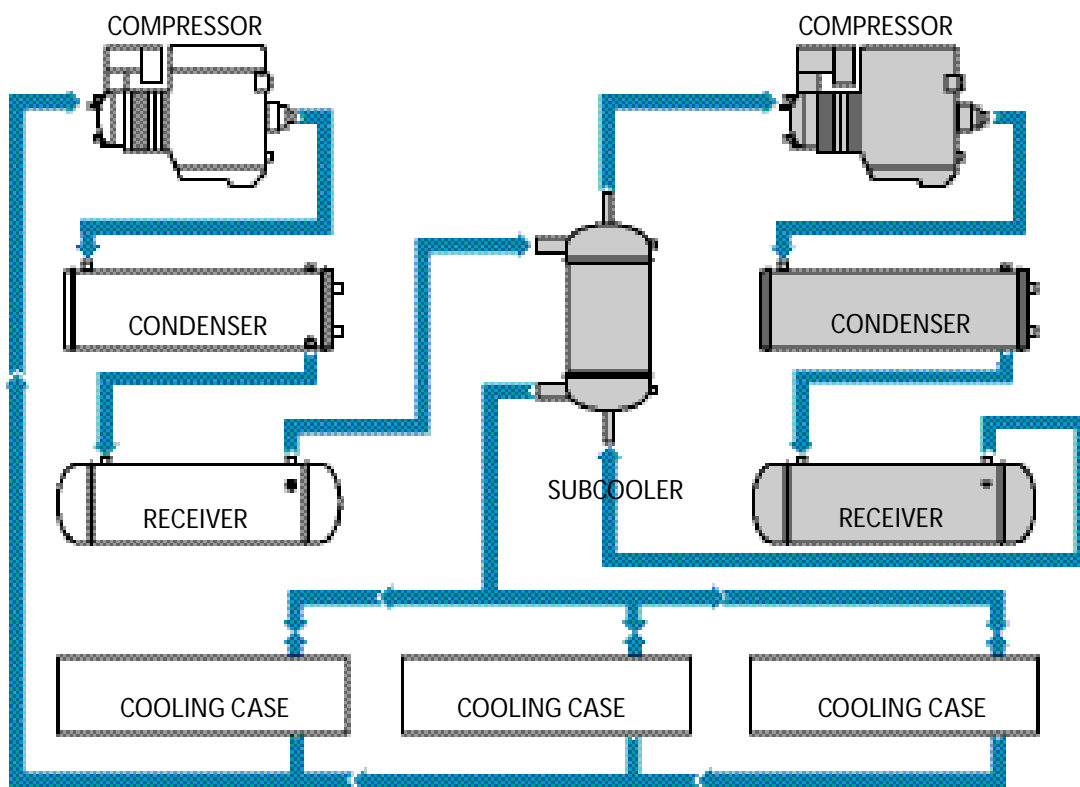 COMPRESSOR
COMPRESSOR
CONDENSER
CONDENSER
SUBCOOLER
RECEIVER
RECEIVER
COOLING CASE
COOLING CASE
COOLING CASE